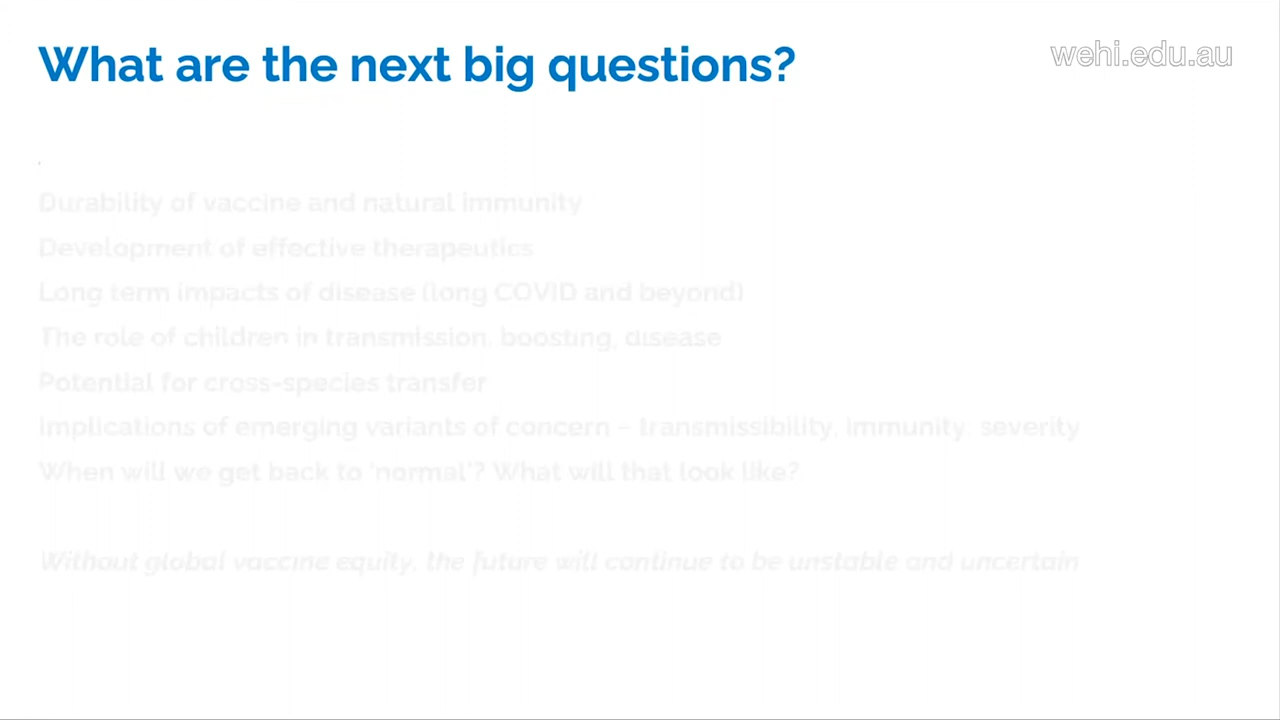 What are the next big questions?
wehi.edu.au
Durability of vaccine and natural immunity
Development of effective therapeutics
Long term impacts of disease (long COVID and beyond)
The role of children in transmission, boosting, disease
Potential for cross-species transfer
Implications of emerging variants of concern – transmissibility, immunity, severity
When will we get back to 'normal'? What will that look like?
Without global vaccine equity, the future will continue to be unstable and uncertain